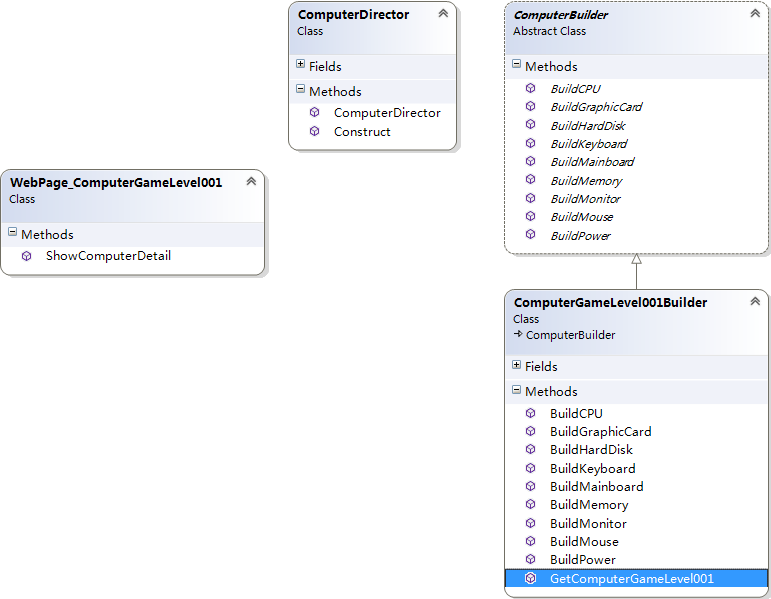 ComputerDirector
Class
Fields
Methods
ComputerDirector
Construct
ComputerBuilder
Abstract Class
Methods
BuildCPU
BuildGraphicCard
BuildHardDisk
BuildKeyboard
BuildMainboard
BuildMemory
BuildMonitor
BuildMouse
BuildPower
WebPage_ComputerGameLevel001
Class
Methods
ShowComputerDetail
ComputerGameLevel001Builder
Class
ComputerBuilder
Fields
Methods
BuildCPU
BuildGraphicCard
BuildHardDisk
BuildKeyboard
BuildMainboard
BuildMemory
BuildMonitor
BuildMouse
BuildPower
GetComputerGameLevel001